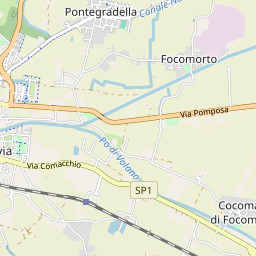 Pontegradella
Canale-N
Focomorto
Via Pomposa
via
Po-di-Volano
Via Comacchio
SP1
Cocoma
di Focom